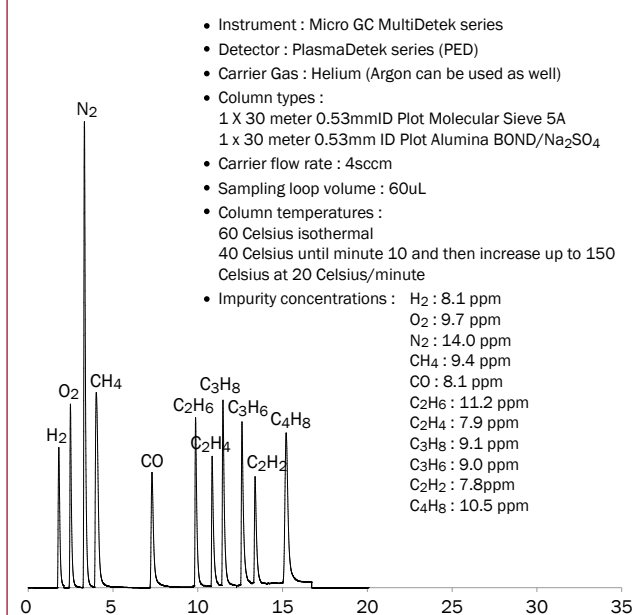 • Instrument : Micro GC MultiDetek series
• Detector : PlasmaDetek series (PED)
• Carrier Gas : Helium (Argon can be used as well)
• Column types :
1 X 30 meter 0.53mmID Plot Molecular Sieve 5A
1 x 30 meter 0.53mm ID Plot Alumina BOND/Na2SO4
• Carrier flow rate : 4sccm
• Sampling loop volume : 60uL
• Column temperatures :
60 Celsius isothermal
40 Celsius until minute 10 and then increase up to 150
Celsius at 20 Celsius/minute
• Impurity concentrations : H2 : 8.1 ppm
O2 : 9.7 ppm
N2 : 14.0 ppm
CH4 : 9.4 ppm
CO : 8.1 ppm
C2H6 : 11.2 ppm
C2H4 : 7.9 ppm
C3H8 : 9.1 ppm
C3H6 : 9.0 ppm
C2H2 : 7.8ppm
C4H8 : 10.5 ppm
H2
O2
N2
CH4
CO
C2H6
C2H4
C3H8
C3H6
C2H2
C4H8
0 5 10 15 20 25 30 35